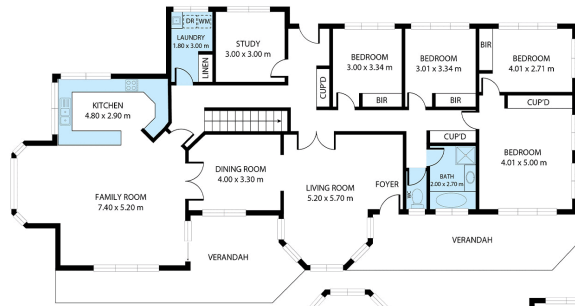 DR WM
LAUNDRY
1.80 x 3.00 m
LINEN
STUDY
3.00 x 3.00 m
CUP'D
BEDROOM
3.00 x 3.34 m
BIR
BEDROOM
3.01 x 3.34 m
BIR
BIR
BEDROOM
4.01 x 2.71 m
CUP'D
KITCHEN
4.80 x 2.90 m
CUP'D
BEDROOM
4.01 x 5.00 m
DINING ROOM
4.00 x 3.30 m
BATH
2.00 x 2.70 m
FAMILY ROOM
7.40 x 5.20 m
LIVING ROOM
5.20 x 5.70 m
FOYER
VERANDAH
VERANDAH